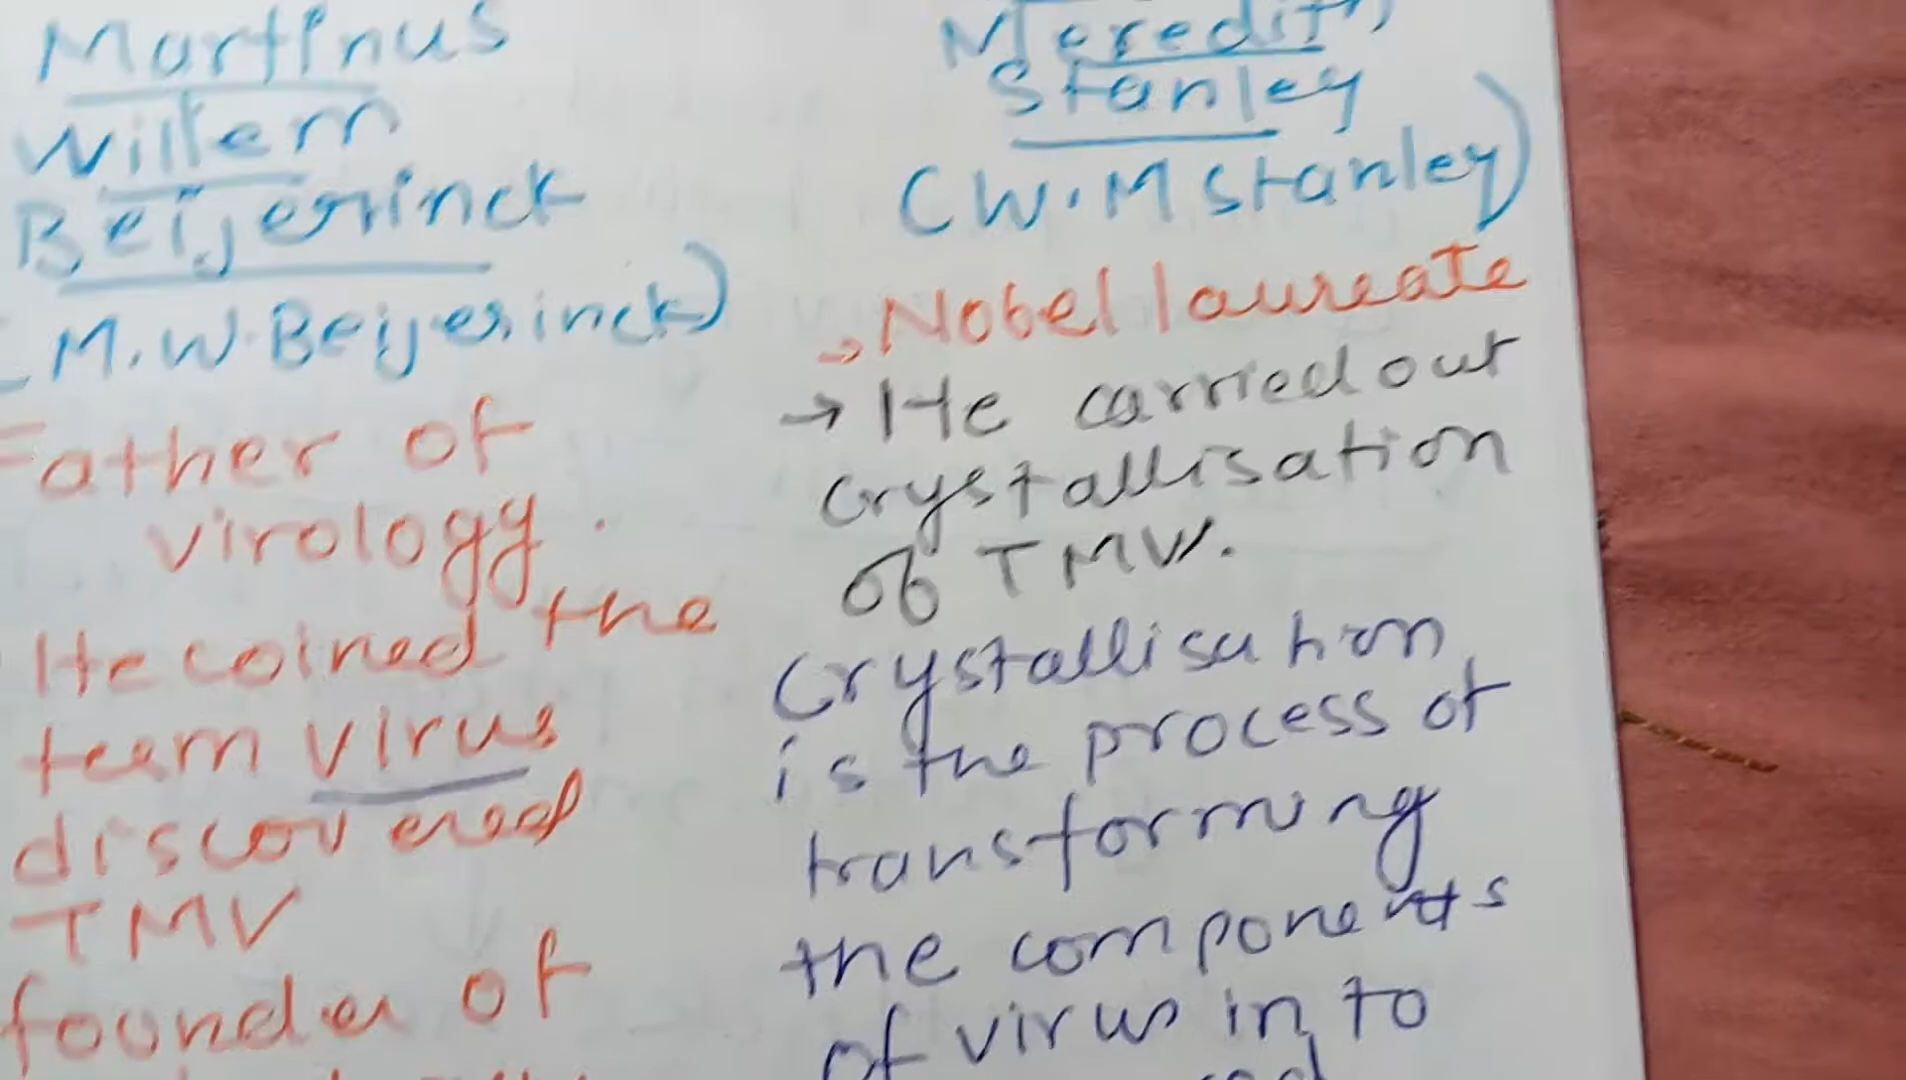 Martinus
Willem
Beijerinck
M.W.Beijerinck)
Father of
virology.
He coined the
term virus
discovered
TMV
founder of
Meredith
Stanley
(W.M Stanley)
→ Nobel laureate
→ He carried out
crystallisation
of TMV.
Crystallisation
is the process of
transforming
the components
of virus in to